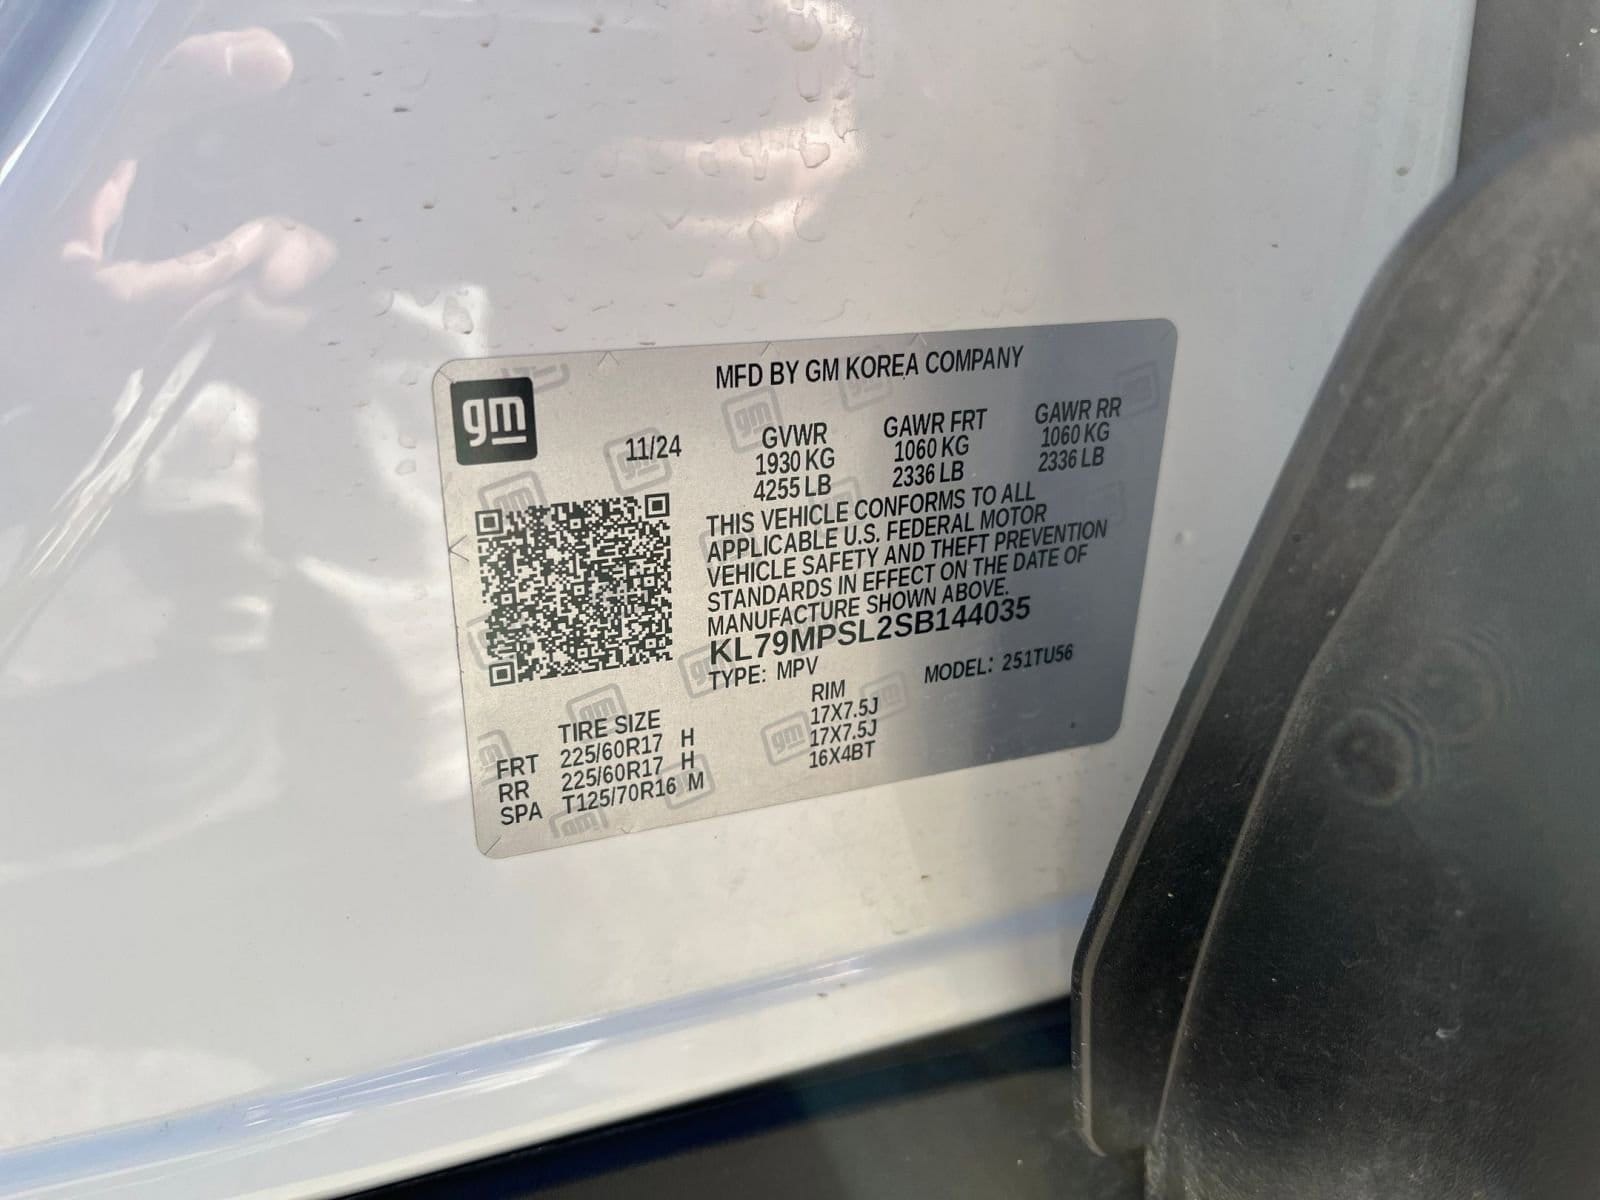 gm
MFD BY GM KOREA COMPANY
11/24
GVWR GAWR FRT GAWR RR
1930 KG 1060 KG 1060 KG
4255 LB 2336 LB 2336 LB
THIS VEHICLE CONFORMS TO ALL
APPLICABLE U.S. FEDERAL MOTOR
VEHICLE SAFETY AND THEFT PREVENTION
STANDARDS IN EFFECT ON THE DATE OF
MANUFACTURE SHOWN ABOVE.
KL79MPSL2SB144035
TYPE: MPV MODEL: 251TU56
TIRE SIZE RIM
FRT 225/60R17 H 17X7.5J
RR 225/60R17 H 17X7.5J
SPA T125/70R16 M 16X4BT